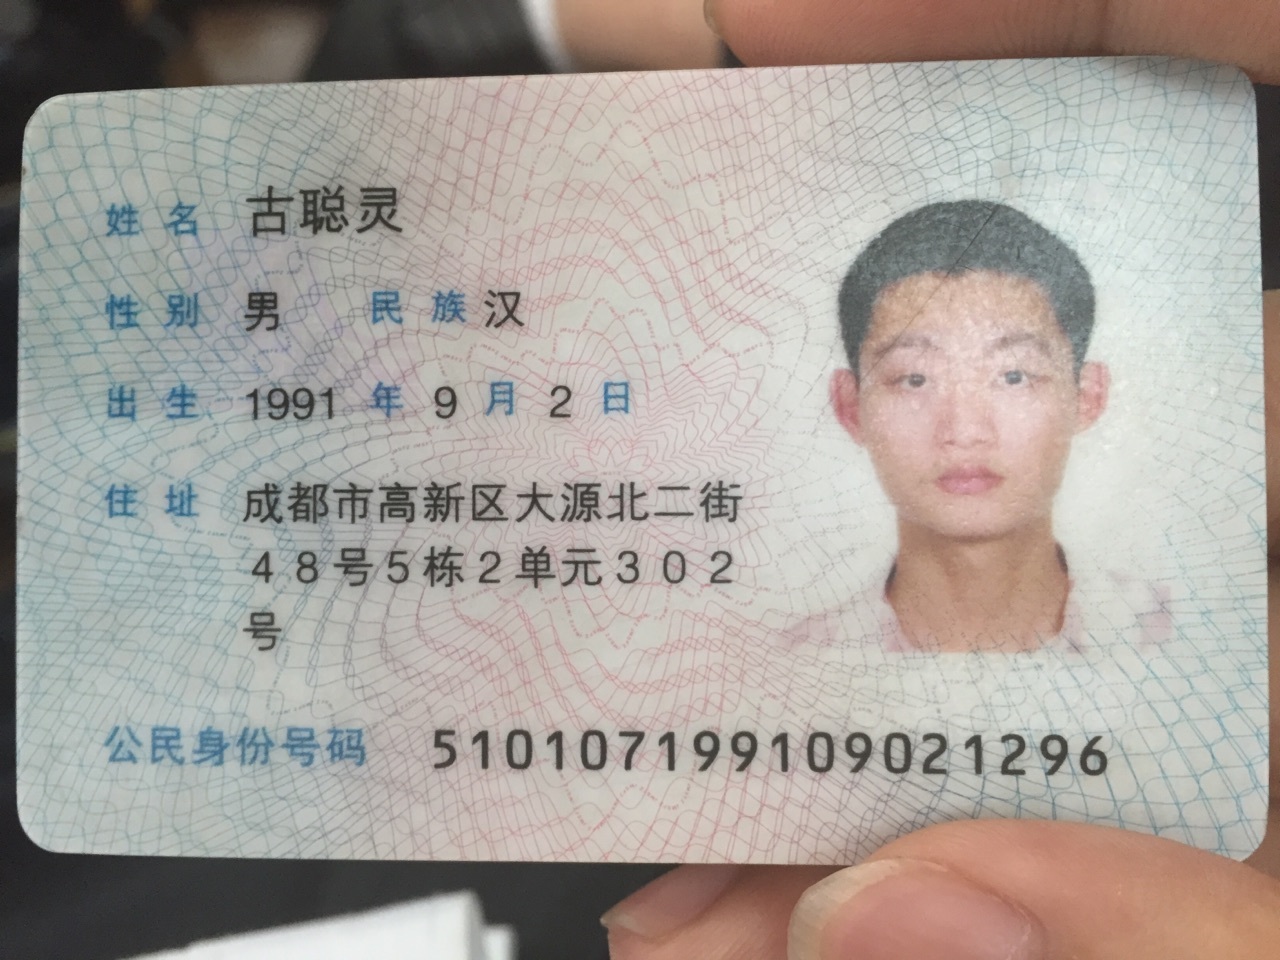 姓名 古聪灵
性别 男 民族 汉
出生 1991 年 9 月 2 日
住址 成都市高新区大源北二街
48号5栋2单元302
号
公民身份号码 510107199109021296